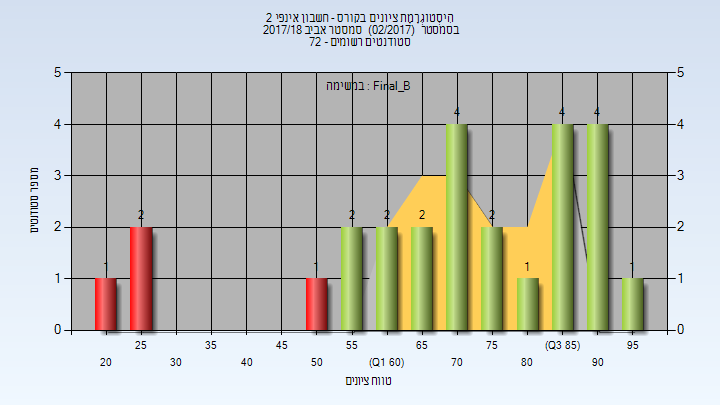 היסטוגרמת ציונים בקורס - חשבון אינפי 2
בסמסטר (02/2017) סמסטר אביב 2017/18
סטודנטים רשומים - 72
במשימה : Final_B
מספר סטודנטים
5 5
4 4
3 3
2 2
1 1
0 0
1 2 1 2 2 2 4 2 1 4 4 1
20 25 30 35 40 45 50 55 (Q1 60) 65 70 75 80 (Q3 85) 90 95
טווח ציונים